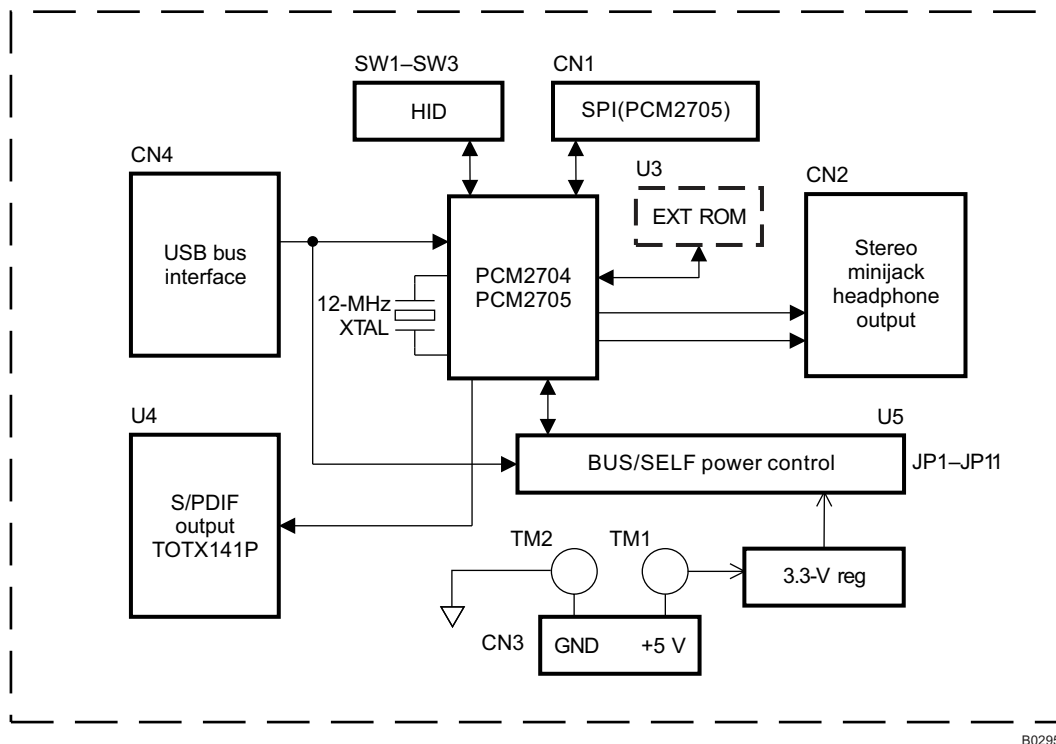 SW1–SW3
CN1
HID
SPI(PCM2705)
CN4
U3
CN2
EXT ROM
USB bus
interface
PCM2704
PCM2705
Stereo
minijack
headphone
output
12-MHz
XTAL
U4
U5
BUS/SELF power control
JP1–JP11
S/PDIF
output
TOTX141P
TM2
TM1
3.3-V reg
CN3
GND
+5 V